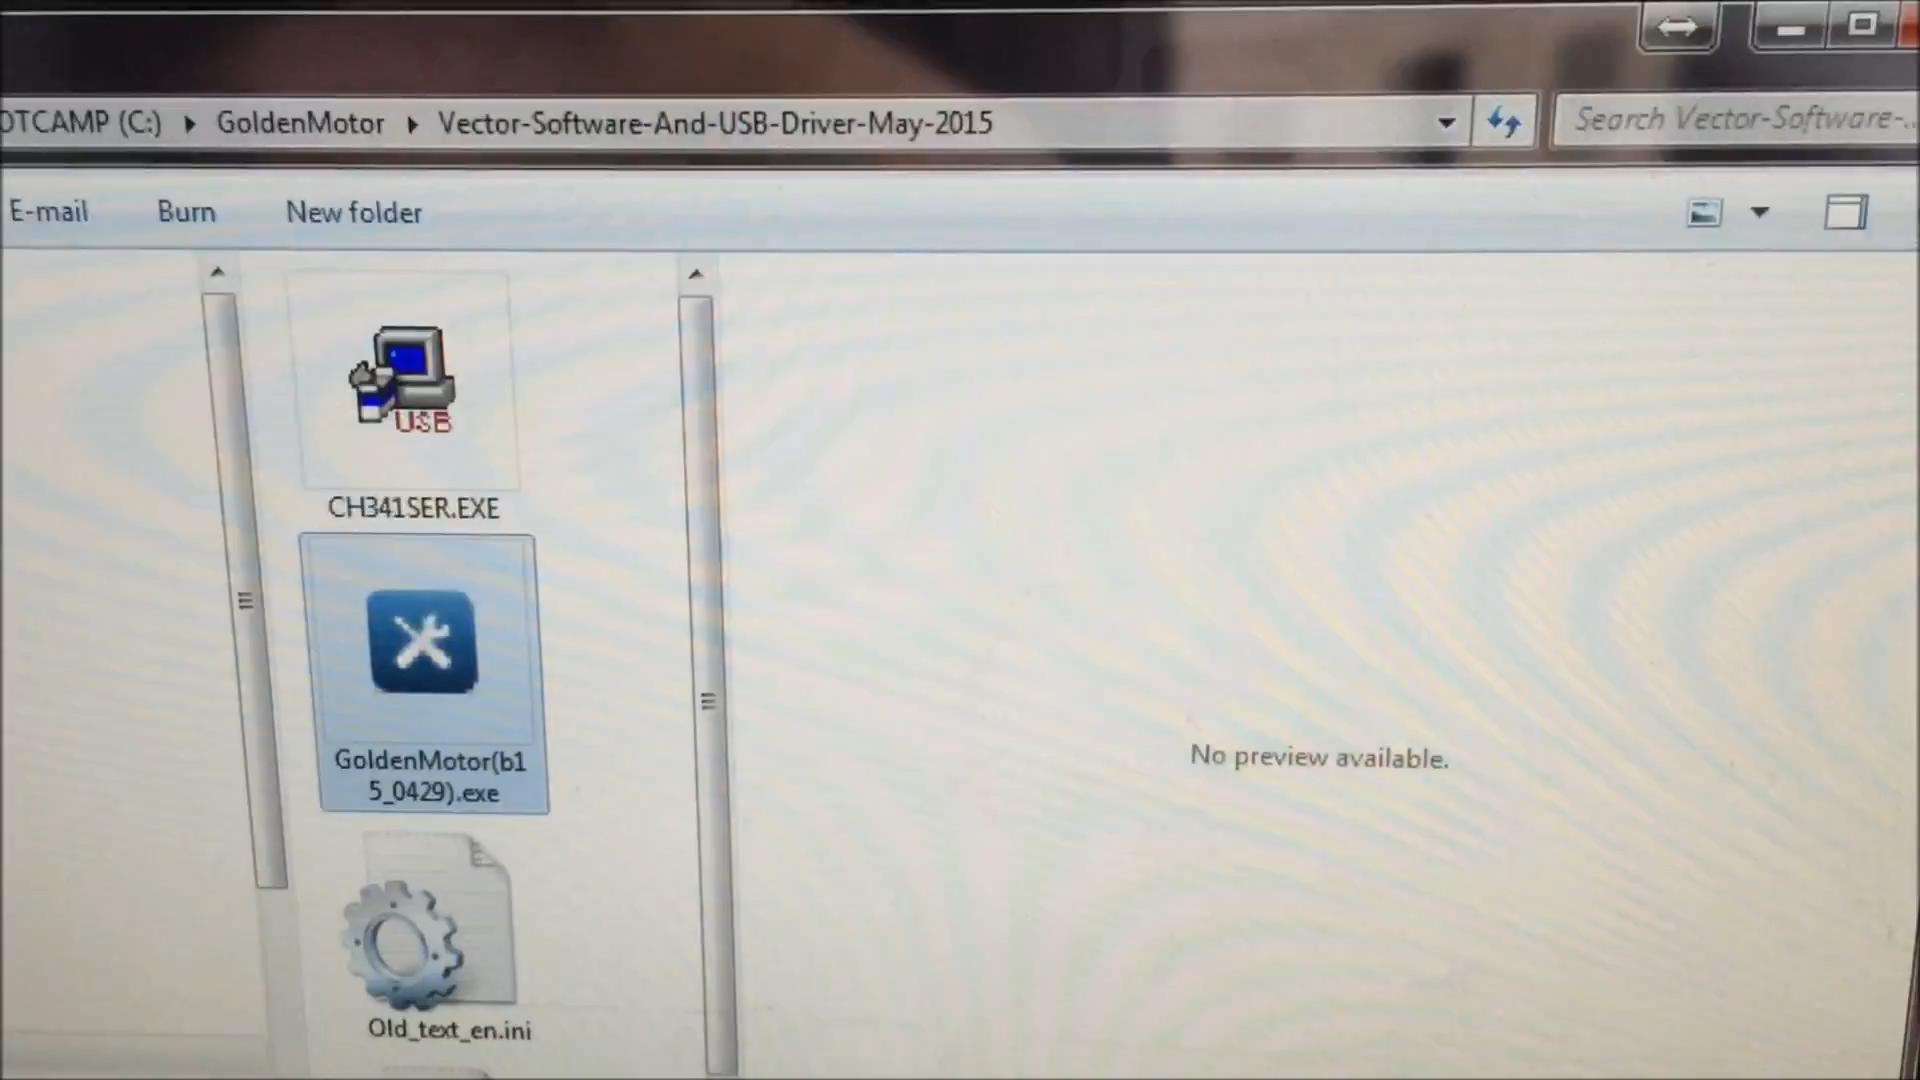 OTCAMP (C:) GoldenMotor Vector-Software-And-USB-Driver-May-2015
Search Vector-Software-...
E-mail Burn New folder
USB
CH341SER.EXE
GoldenMotor(b1
5_0429).exe
No preview available.
Old_text_en.ini